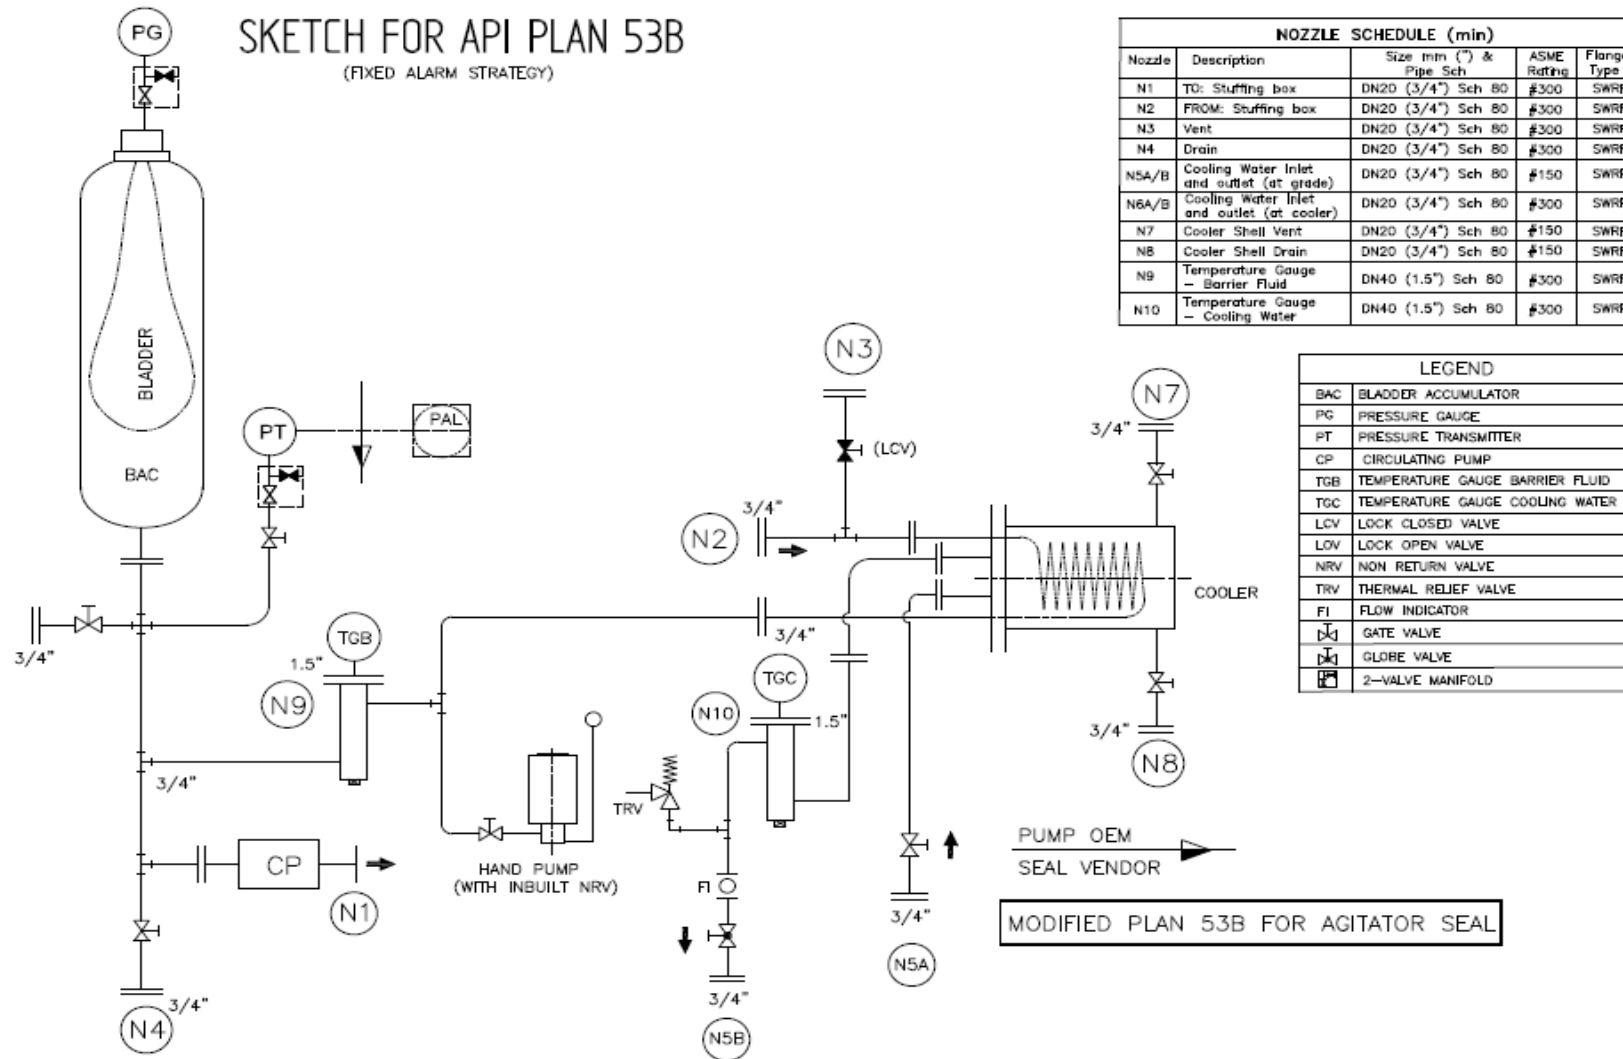 SKETCH FOR API PLAN 53B
(FIXED ALARM STRATEGY)
PG
BLADDER
BAC
PT
PAL
3/4"
TGB
1.5"
N9
3/4"
CP
N1
3/4"
N4
HAND PUMP
(WITH INBUILT NRV)
N3
(LCV)
3/4"
N2
3/4"
TGC
N10
1.5"
TRV
FI
3/4"
N5B
3/4"
N5A
N7
3/4"
COOLER
3/4"
N8
PUMP OEM
SEAL VENDOR
MODIFIED PLAN 53B FOR AGITATOR SEAL
NOZZLE SCHEDULE (min)
Nozzle Description Size mm (") & Pipe Sch ASME Rating Flange Type
N1 TO: Stuffing box DN20 (3/4") Sch 80 #300 SWRF
N2 FROM: Stuffing box DN20 (3/4") Sch 80 #300 SWRF
N3 Vent DN20 (3/4") Sch 80 #300 SWRF
N4 Drain DN20 (3/4") Sch 80 #300 SWRF
N5A/B Cooling Water Inlet and outlet (at grade) DN20 (3/4") Sch 80 #150 SWRF
N6A/B Cooling Water Inlet and outlet (at cooler) DN20 (3/4") Sch 80 #300 SWRF
N7 Cooler Shell Vent DN20 (3/4") Sch 80 #150 SWRF
N8 Cooler Shell Drain DN20 (3/4") Sch 80 #150 SWRF
N9 Temperature Gauge – Barrier Fluid DN40 (1.5") Sch 80 #300 SWRF
N10 Temperature Gauge – Cooling Water DN40 (1.5") Sch 80 #300 SWRF
LEGEND
BAC BLADDER ACCUMULATOR
PG PRESSURE GAUGE
PT PRESSURE TRANSMITTER
CP CIRCULATING PUMP
TGB TEMPERATURE GAUGE BARRIER FLUID
TGC TEMPERATURE GAUGE COOLING WATER
LCV LOCK CLOSED VALVE
LOV LOCK OPEN VALVE
NRV NON RETURN VALVE
TRV THERMAL RELIEF VALVE
FI FLOW INDICATOR
GATE VALVE
GLOBE VALVE
2-VALVE MANIFOLD